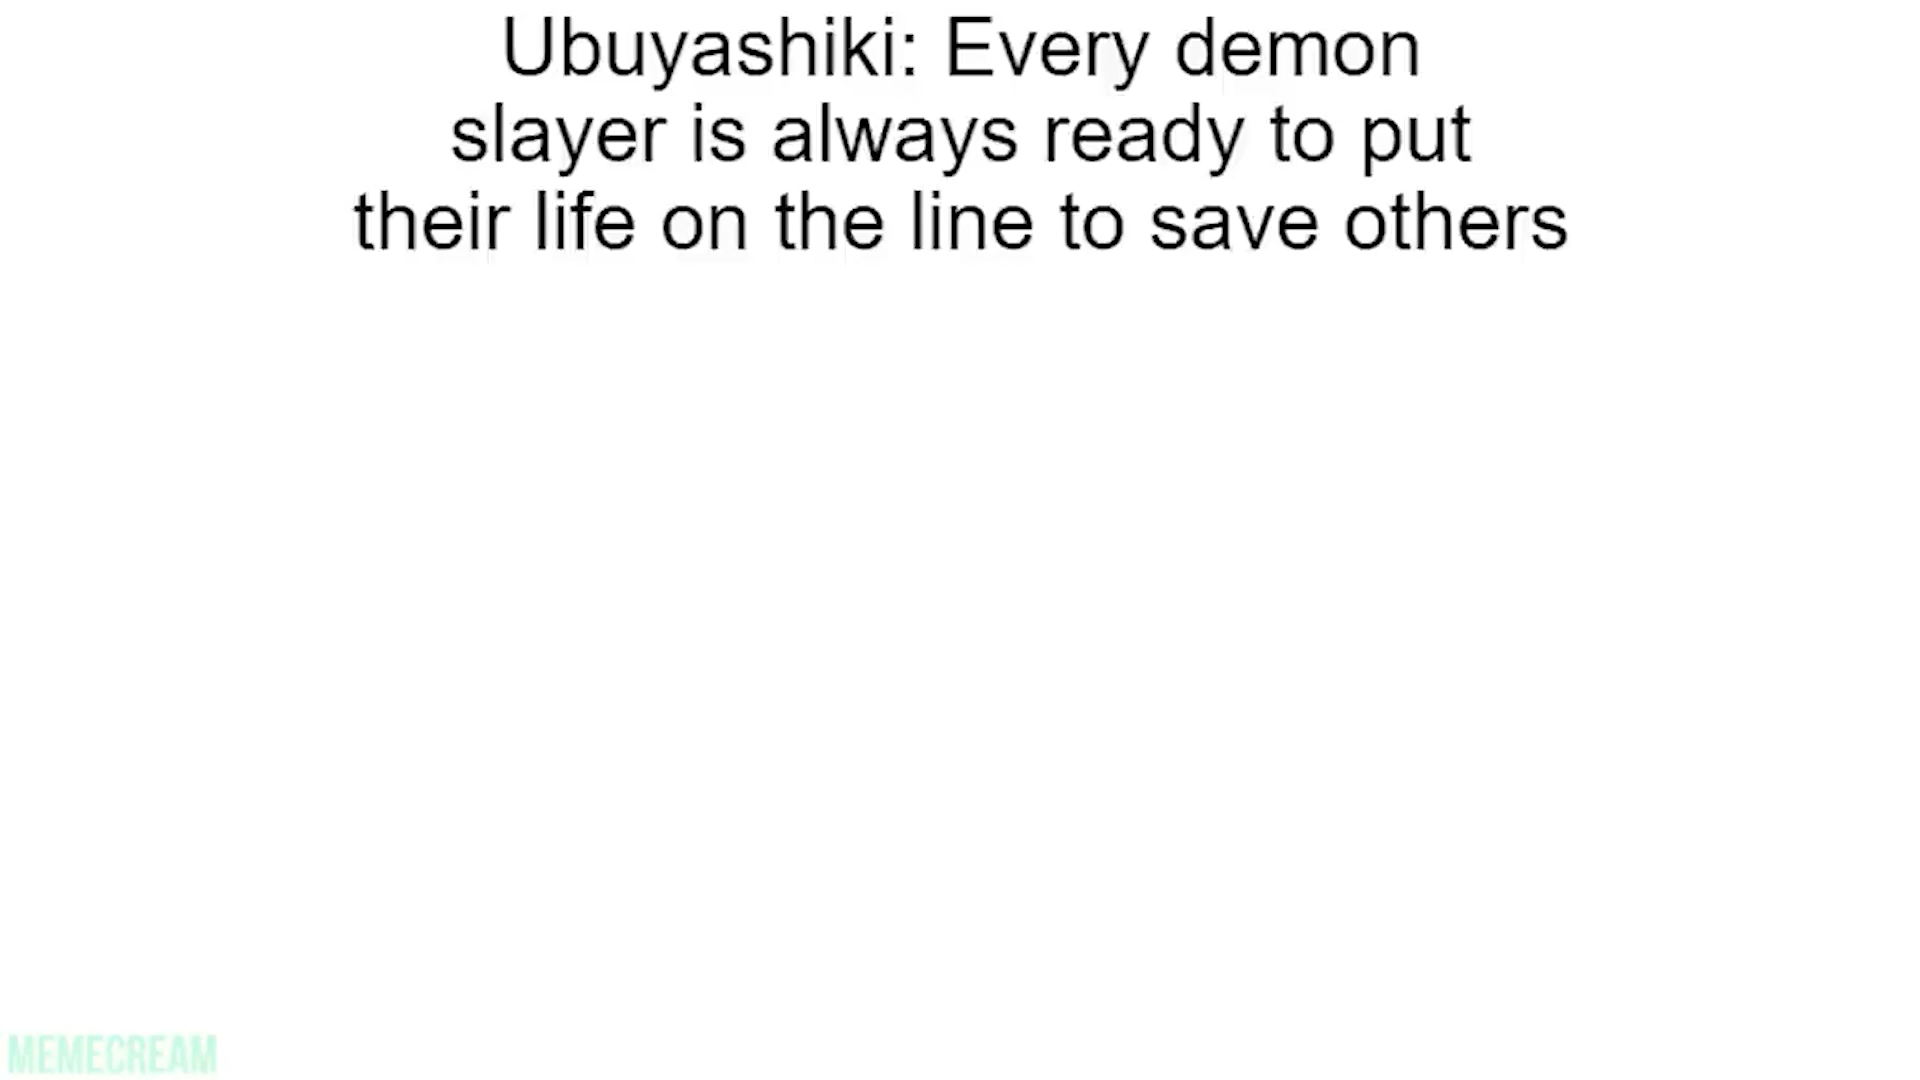 Ubuyashiki: Every demon
slayer is always ready to put
their life on the line to save others
MEMECREAM